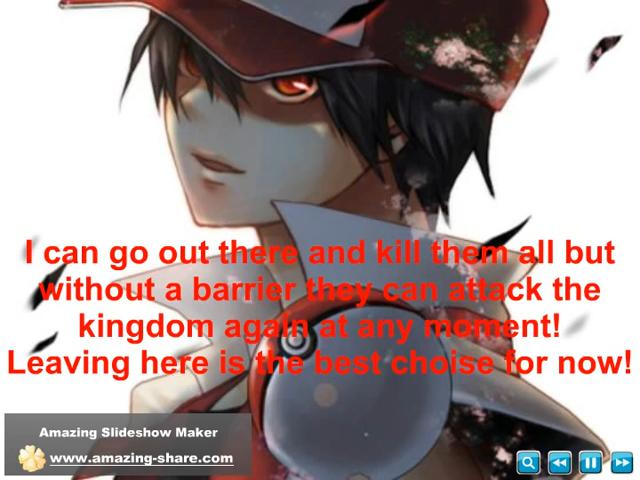 I can go out there and kill them all but
without a barrier they can attack the
kingdom again at any moment!
Leaving here is the best choise for now!
Amazing Slideshow Maker
www.amazing-share.com